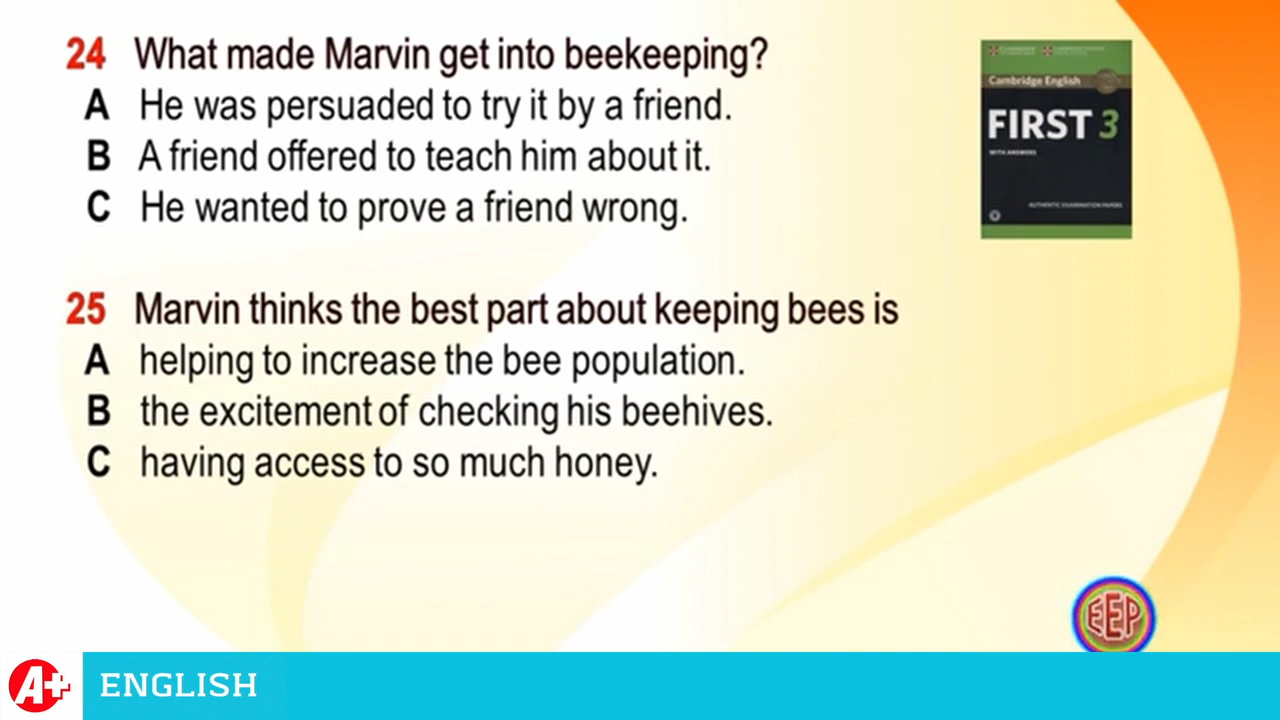 24 What made Marvin get into beekeeping?
A He was persuaded to try it by a friend.
B A friend offered to teach him about it.
C He wanted to prove a friend wrong.
25 Marvin thinks the best part about keeping bees is
A helping to increase the bee population.
B the excitement of checking his beehives.
C having access to so much honey.
Cambridge English
FIRST 3
WITH ANSWERS
AUTHENTIC EXAMINATION PAPERS
EEP
A+ ENGLISH